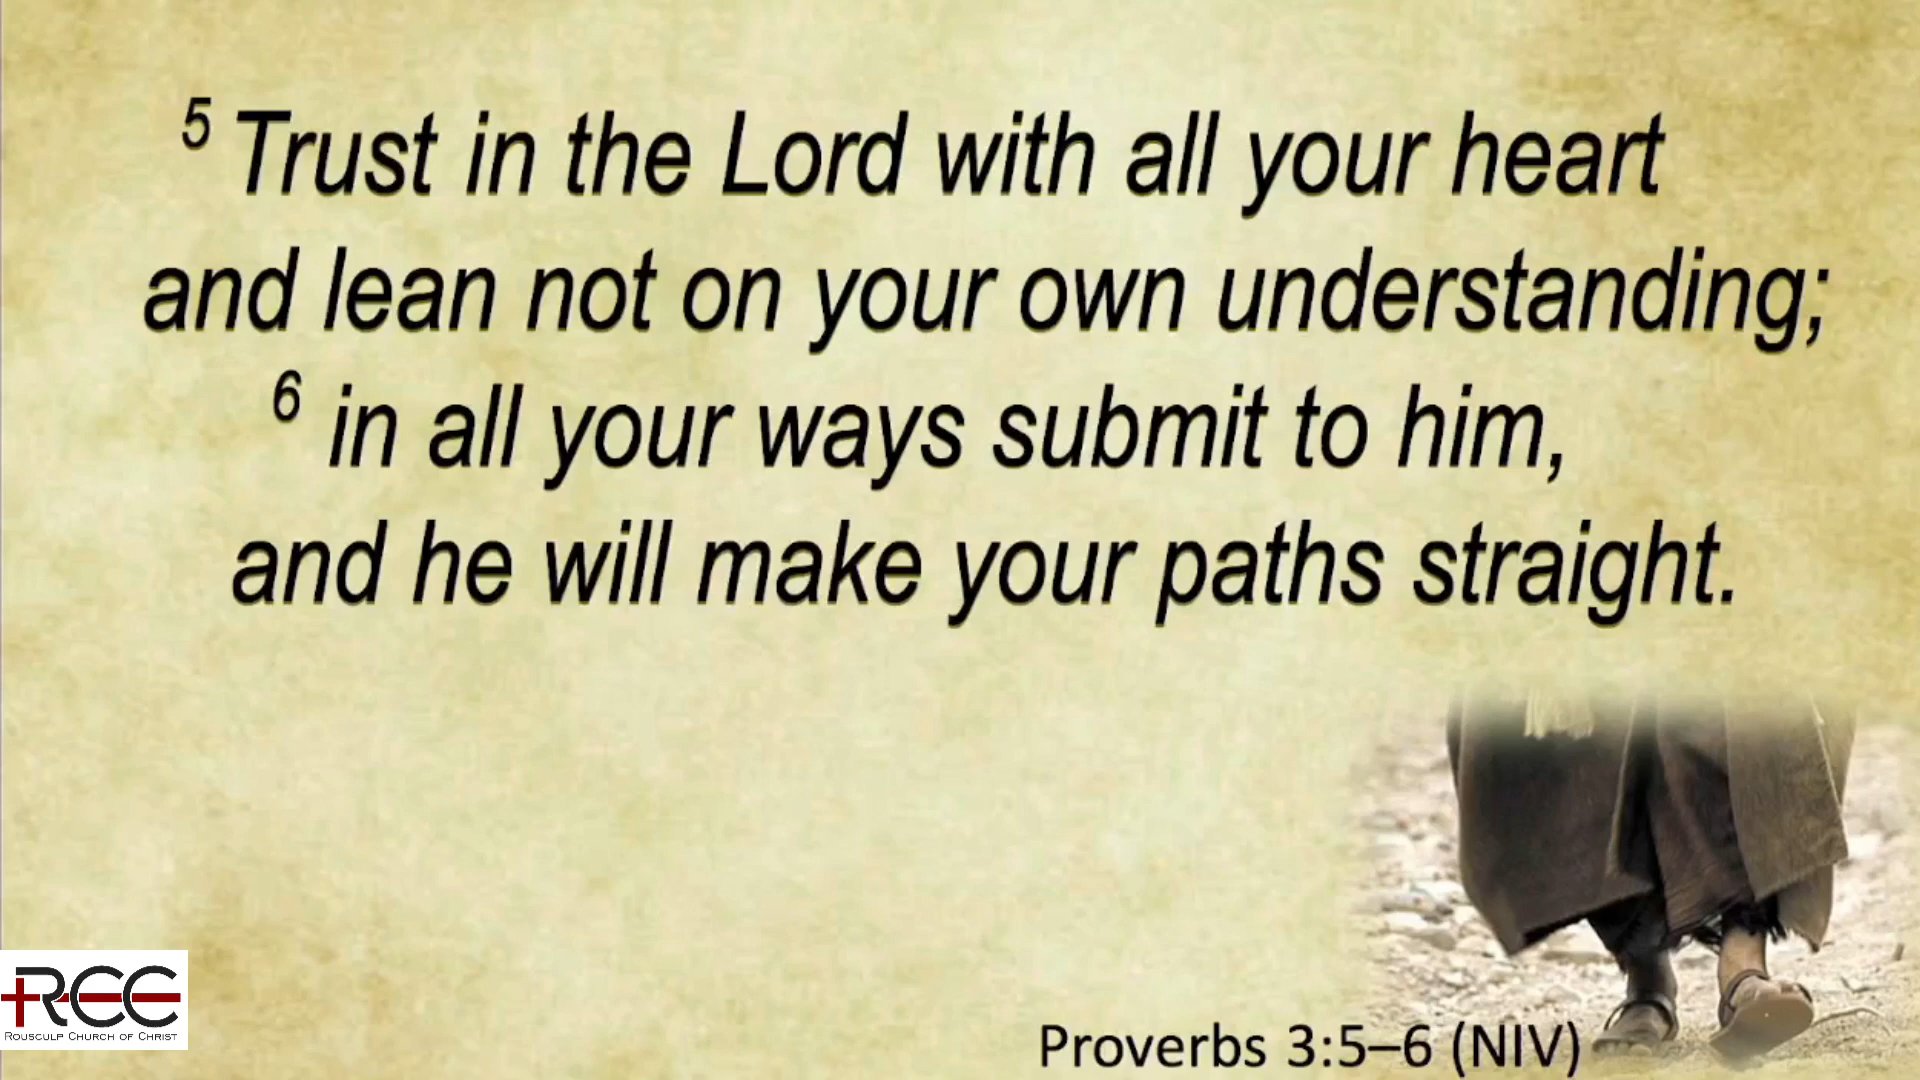 5 Trust in the Lord with all your heart
and lean not on your own understanding;
6 in all your ways submit to him,
and he will make your paths straight.
RCC
Rousculp Church of Christ
Proverbs 3:5–6 (NIV)